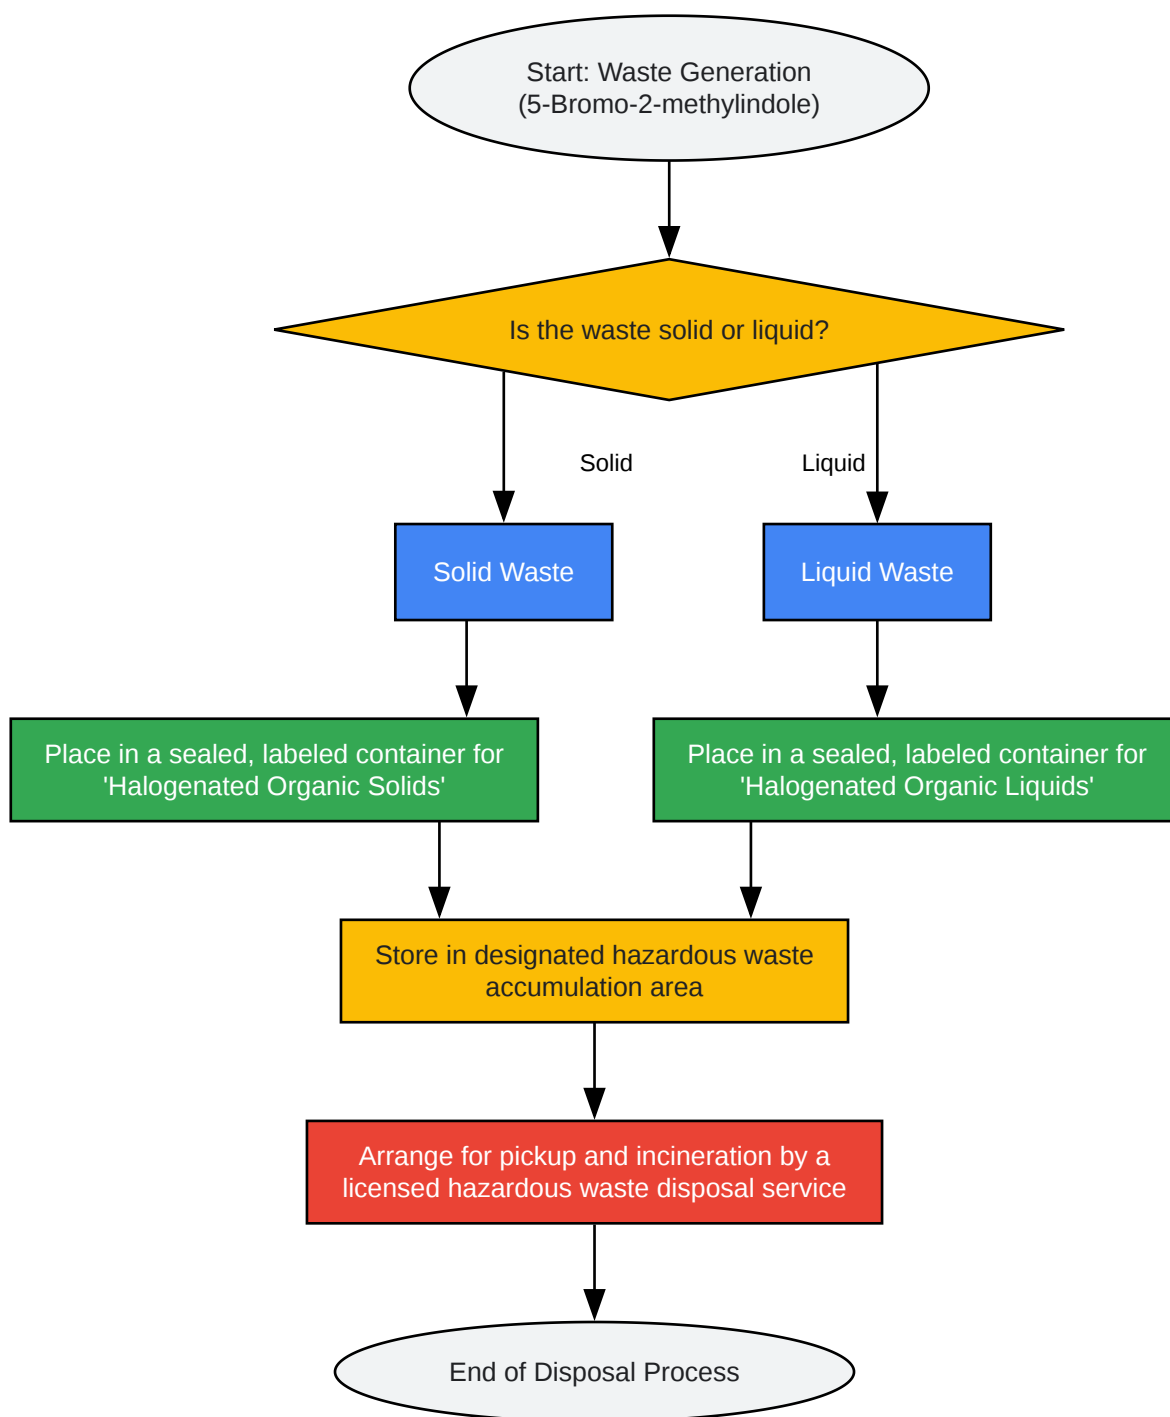 Start: Waste Generation
(5-Bromo-2-methylindole)
Is the waste solid or liquid?
Solid
Liquid
Solid Waste
Liquid Waste
Place in a sealed, labeled container for
'Halogenated Organic Solids'
Place in a sealed, labeled container for
'Halogenated Organic Liquids'
Store in designated hazardous waste
accumulation area
Arrange for pickup and incineration by a
licensed hazardous waste disposal service
End of Disposal Process